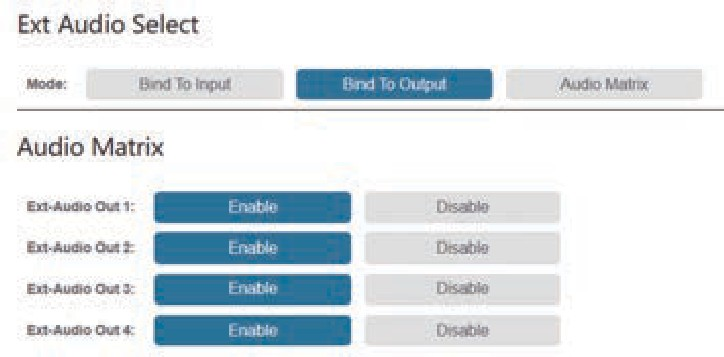 Ext Audio Select
Mode: Bind To Input Bind To Output Audio Matrix
Audio Matrix
Ext-Audio Out 1: Enable Disable
Ext-Audio Out 2: Enable Disable
Ext-Audio Out 3: Enable Disable
Ext-Audio Out 4: Enable Disable